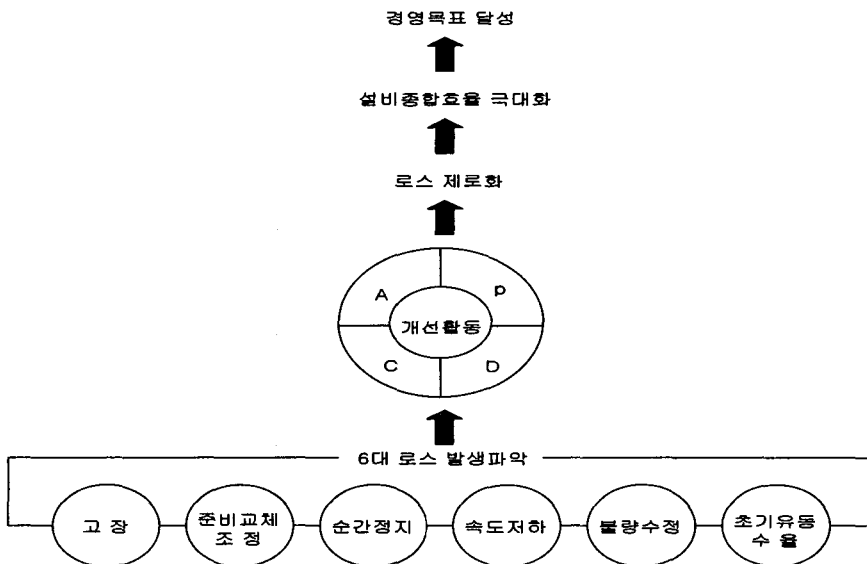 경영목표 달성
설비종합효율 극대화
로스 제로화
A
P
개선활동
C
D
6대 로스 발생파악
고 장
준비교체
조 정
순간정지
속도저하
불량수정
초기유동
수 율